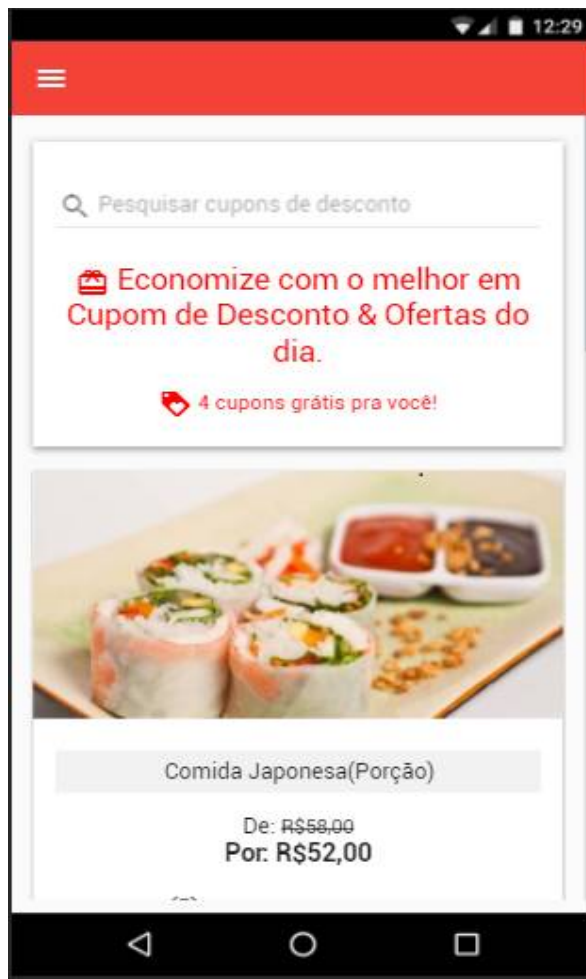 12:29
Pesquisar cupons de desconto
Economize com o melhor em
Cupom de Desconto & Ofertas do
dia.
4 cupons grátis pra você!
Comida Japonesa(Porção)
De: R$58,00
Por: R$52,00